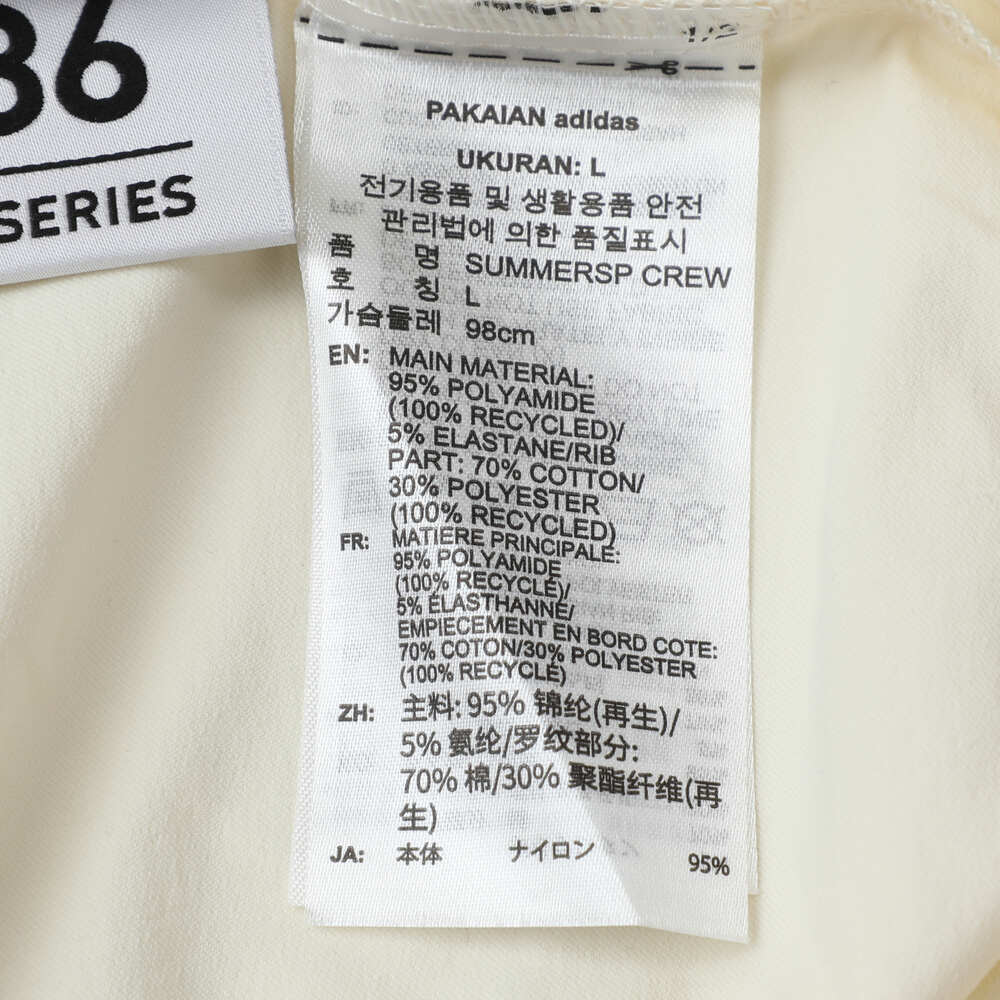 86
SERIES
1/2
PAKAIAN adidas
UKURAN: L
전기용품 및 생활용품 안전
관리법에 의한 품질표시
품 명 SUMMERSP CREW
호 칭 L
가슴둘레 98cm
EN: MAIN MATERIAL:
95% POLYAMIDE
(100% RECYCLED)/
5% ELASTANE/RIB
PART: 70% COTTON/
30% POLYESTER
(100% RECYCLED)
FR: MATIÈRE PRINCIPALE:
95% POLYAMIDE
(100% RECYCLÉ)/
5% ÉLASTHANNE/
EMPIECEMENT EN BORD COTE:
70% COTON/30% POLYESTER
(100% RECYCLÉ)
ZH: 主料: 95% 锦纶(再生)/
5% 氨纶/罗纹部分:
70% 棉/30% 聚酯纤维(再
生)
JA: 本体 ナイロン 95%